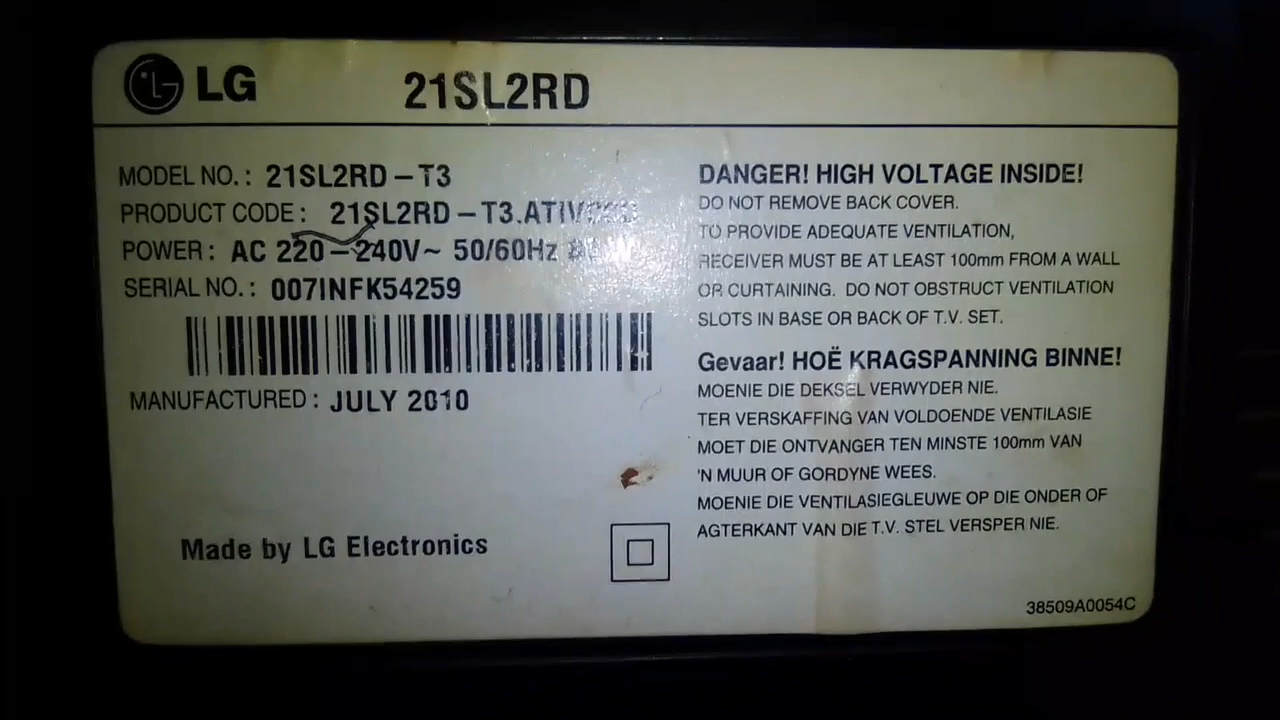 LG 21SL2RD
MODEL NO. : 21SL2RD – T3
PRODUCT CODE : 21SL2RD – T3.
POWER : AC 220 – 240V~ 50/60Hz
SERIAL NO. : 007INFK54259
MANUFACTURED : JULY 2010
Made by LG Electronics
DANGER! HIGH VOLTAGE INSIDE!
DO NOT REMOVE BACK COVER.
TO PROVIDE ADEQUATE VENTILATION,
RECEIVER MUST BE AT LEAST 100mm FROM A WALL
OR CURTAINING. DO NOT OBSTRUCT VENTILATION
SLOTS IN BASE OR BACK OF T.V. SET.
Gevaar! HOË KRAGSPANNING BINNE!
MOENIE DIE DEKSEL VERWYDER NIE.
TER VERSKAFFING VAN VOLDOENDE VENTILASIE
MOET DIE ONTVANGER TEN MINSTE 100mm VAN
'N MUUR OF GORDYNE WEES.
MOENIE DIE VENTILASIEGLEUWE OP DIE ONDER OF
AGTERKANT VAN DIE T.V. STEL VERSPER NIE.
38509A0054C